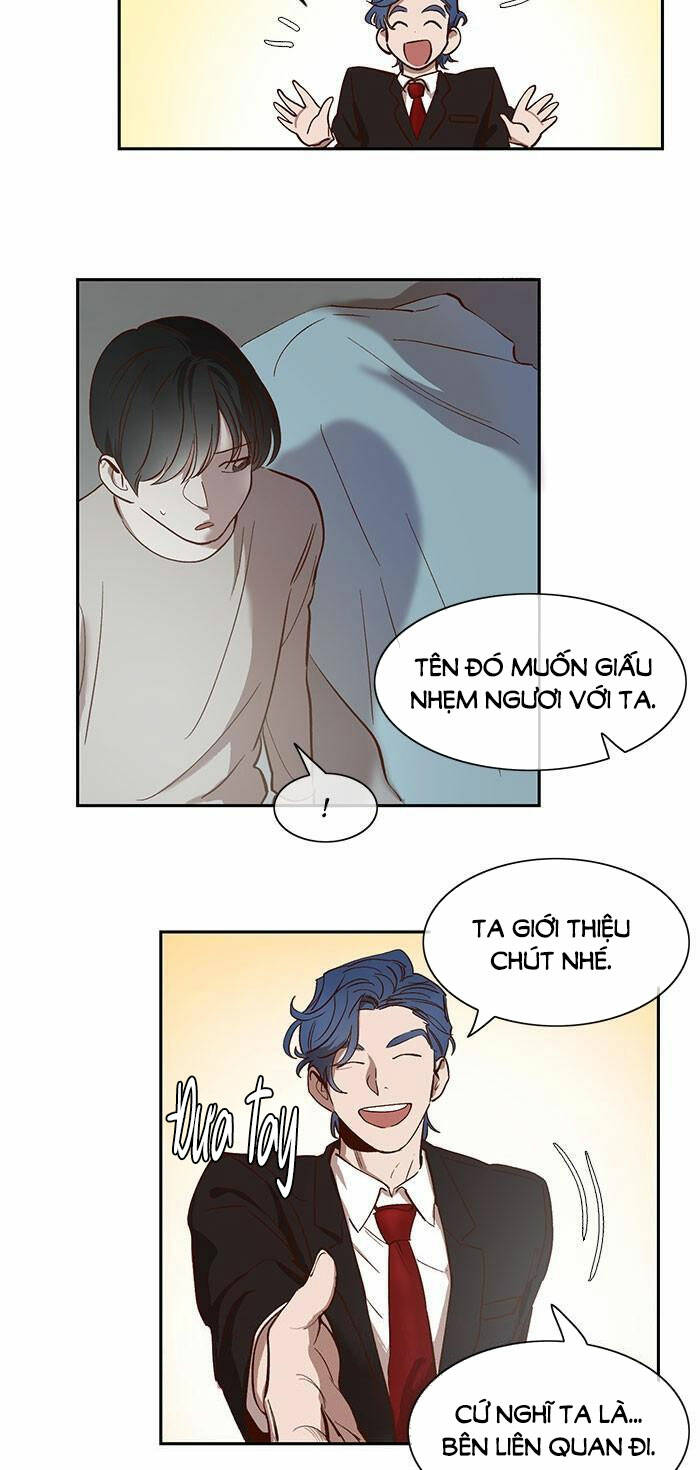 TÊN ĐÓ MUỐN GIẤU
NHẸM NGƯƠI VỚI TA.
!
TA GIỚI THIỆU
CHÚT NHÉ.
Đưa tay
CỨ NGHĨ TA LÀ...
BÊN LIÊN QUAN ĐI.